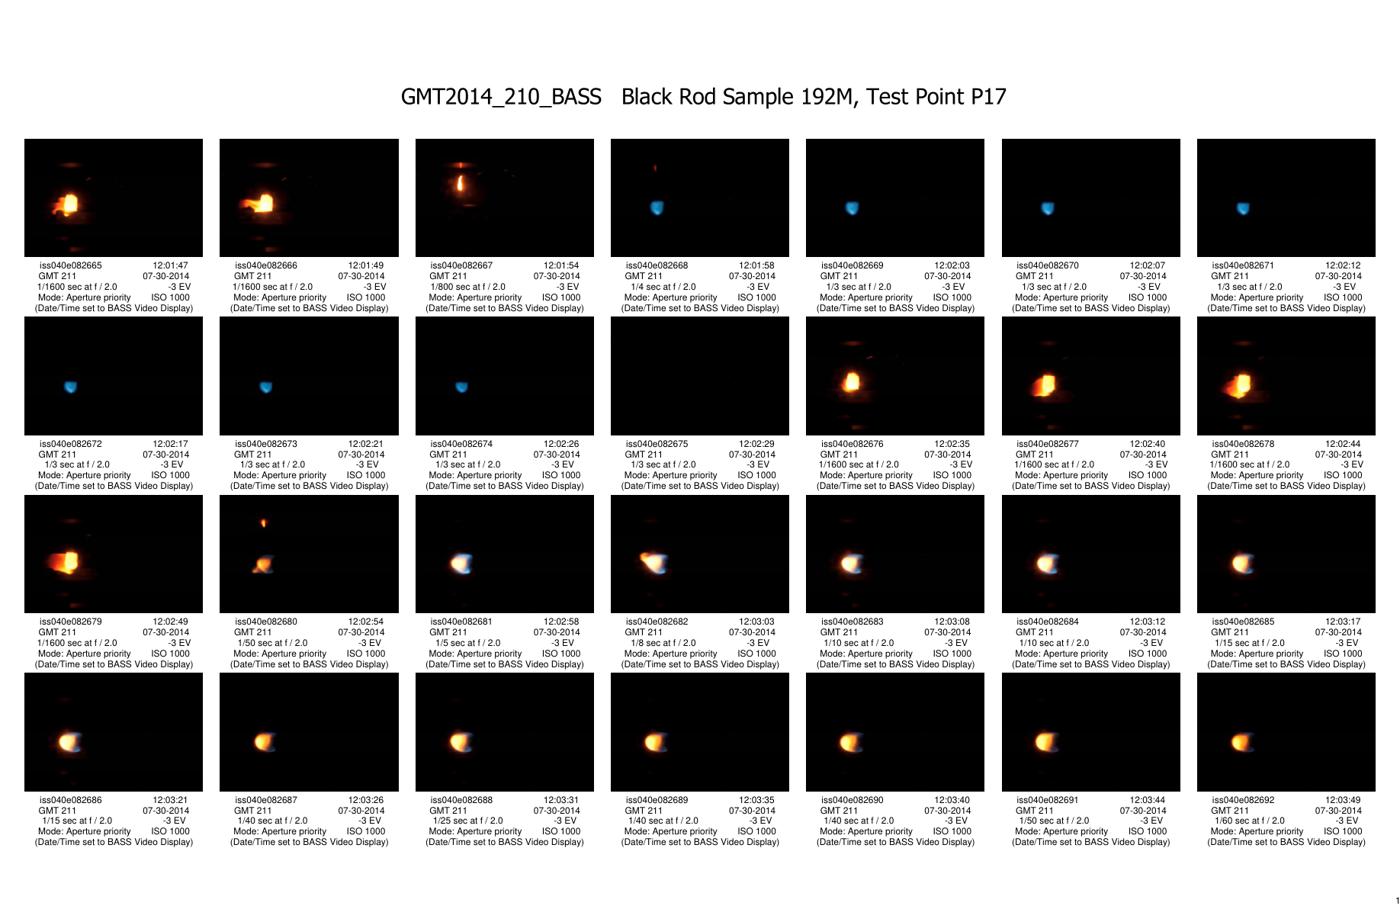 GMT2014_210_BASS Black Rod Sample 192M, Test Point P17
iss040e082665 12:01:47
GMT 211 07-30-2014
1/1600 sec at f / 2.0 -3 EV
Mode: Aperture priority ISO 1000
(Date/Time set to BASS Video Display)
iss040e082666 12:01:49
GMT 211 07-30-2014
1/1600 sec at f / 2.0 -3 EV
Mode: Aperture priority ISO 1000
(Date/Time set to BASS Video Display)
iss040e082667 12:01:54
GMT 211 07-30-2014
1/800 sec at f / 2.0 -3 EV
Mode: Aperture priority ISO 1000
(Date/Time set to BASS Video Display)
iss040e082668 12:01:58
GMT 211 07-30-2014
1/4 sec at f / 2.0 -3 EV
Mode: Aperture priority ISO 1000
(Date/Time set to BASS Video Display)
iss040e082669 12:02:03
GMT 211 07-30-2014
1/3 sec at f / 2.0 -3 EV
Mode: Aperture priority ISO 1000
(Date/Time set to BASS Video Display)
iss040e082670 12:02:07
GMT 211 07-30-2014
1/3 sec at f / 2.0 -3 EV
Mode: Aperture priority ISO 1000
(Date/Time set to BASS Video Display)
iss040e082671 12:02:12
GMT 211 07-30-2014
1/3 sec at f / 2.0 -3 EV
Mode: Aperture priority ISO 1000
(Date/Time set to BASS Video Display)
iss040e082672 12:02:17
GMT 211 07-30-2014
1/3 sec at f / 2.0 -3 EV
Mode: Aperture priority ISO 1000
(Date/Time set to BASS Video Display)
iss040e082673 12:02:21
GMT 211 07-30-2014
1/3 sec at f / 2.0 -3 EV
Mode: Aperture priority ISO 1000
(Date/Time set to BASS Video Display)
iss040e082674 12:02:26
GMT 211 07-30-2014
1/3 sec at f / 2.0 -3 EV
Mode: Aperture priority ISO 1000
(Date/Time set to BASS Video Display)
iss040e082675 12:02:29
GMT 211 07-30-2014
1/3 sec at f / 2.0 -3 EV
Mode: Aperture priority ISO 1000
(Date/Time set to BASS Video Display)
iss040e082676 12:02:35
GMT 211 07-30-2014
1/1600 sec at f / 2.0 -3 EV
Mode: Aperture priority ISO 1000
(Date/Time set to BASS Video Display)
iss040e082677 12:02:40
GMT 211 07-30-2014
1/1600 sec at f / 2.0 -3 EV
Mode: Aperture priority ISO 1000
(Date/Time set to BASS Video Display)
iss040e082678 12:02:44
GMT 211 07-30-2014
1/1600 sec at f / 2.0 -3 EV
Mode: Aperture priority ISO 1000
(Date/Time set to BASS Video Display)
iss040e082679 12:02:49
GMT 211 07-30-2014
1/1600 sec at f / 2.0 -3 EV
Mode: Aperture priority ISO 1000
(Date/Time set to BASS Video Display)
iss040e082680 12:02:54
GMT 211 07-30-2014
1/50 sec at f / 2.0 -3 EV
Mode: Aperture priority ISO 1000
(Date/Time set to BASS Video Display)
iss040e082681 12:02:58
GMT 211 07-30-2014
1/5 sec at f / 2.0 -3 EV
Mode: Aperture priority ISO 1000
(Date/Time set to BASS Video Display)
iss040e082682 12:03:03
GMT 211 07-30-2014
1/8 sec at f / 2.0 -3 EV
Mode: Aperture priority ISO 1000
(Date/Time set to BASS Video Display)
iss040e082683 12:03:08
GMT 211 07-30-2014
1/10 sec at f / 2.0 -3 EV
Mode: Aperture priority ISO 1000
(Date/Time set to BASS Video Display)
iss040e082684 12:03:12
GMT 211 07-30-2014
1/10 sec at f / 2.0 -3 EV
Mode: Aperture priority ISO 1000
(Date/Time set to BASS Video Display)
iss040e082685 12:03:17
GMT 211 07-30-2014
1/15 sec at f / 2.0 -3 EV
Mode: Aperture priority ISO 1000
(Date/Time set to BASS Video Display)
iss040e082686 12:03:21
GMT 211 07-30-2014
1/15 sec at f / 2.0 -3 EV
Mode: Aperture priority ISO 1000
(Date/Time set to BASS Video Display)
iss040e082687 12:03:26
GMT 211 07-30-2014
1/40 sec at f / 2.0 -3 EV
Mode: Aperture priority ISO 1000
(Date/Time set to BASS Video Display)
iss040e082688 12:03:31
GMT 211 07-30-2014
1/25 sec at f / 2.0 -3 EV
Mode: Aperture priority ISO 1000
(Date/Time set to BASS Video Display)
iss040e082689 12:03:35
GMT 211 07-30-2014
1/40 sec at f / 2.0 -3 EV
Mode: Aperture priority ISO 1000
(Date/Time set to BASS Video Display)
iss040e082690 12:03:40
GMT 211 07-30-2014
1/40 sec at f / 2.0 -3 EV
Mode: Aperture priority ISO 1000
(Date/Time set to BASS Video Display)
iss040e082691 12:03:44
GMT 211 07-30-2014
1/50 sec at f / 2.0 -3 EV
Mode: Aperture priority ISO 1000
(Date/Time set to BASS Video Display)
iss040e082692 12:03:49
GMT 211 07-30-2014
1/60 sec at f / 2.0 -3 EV
Mode: Aperture priority ISO 1000
(Date/Time set to BASS Video Display)